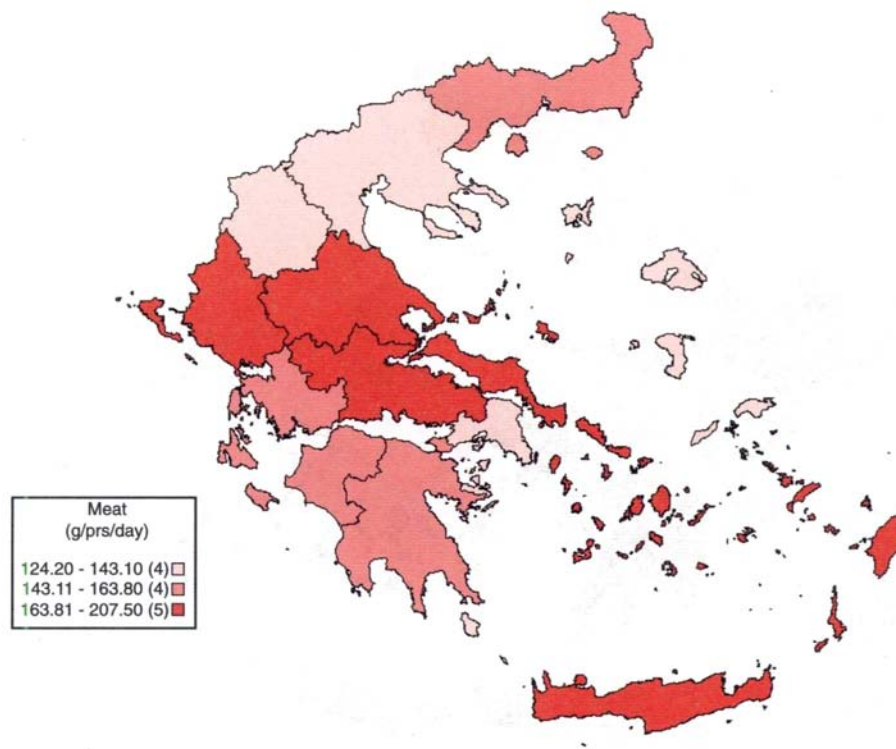 Meat
(g/prs/day)
124.20 - 143.10 (4)
143.11 - 163.80 (4)
163.81 - 207.50 (5)